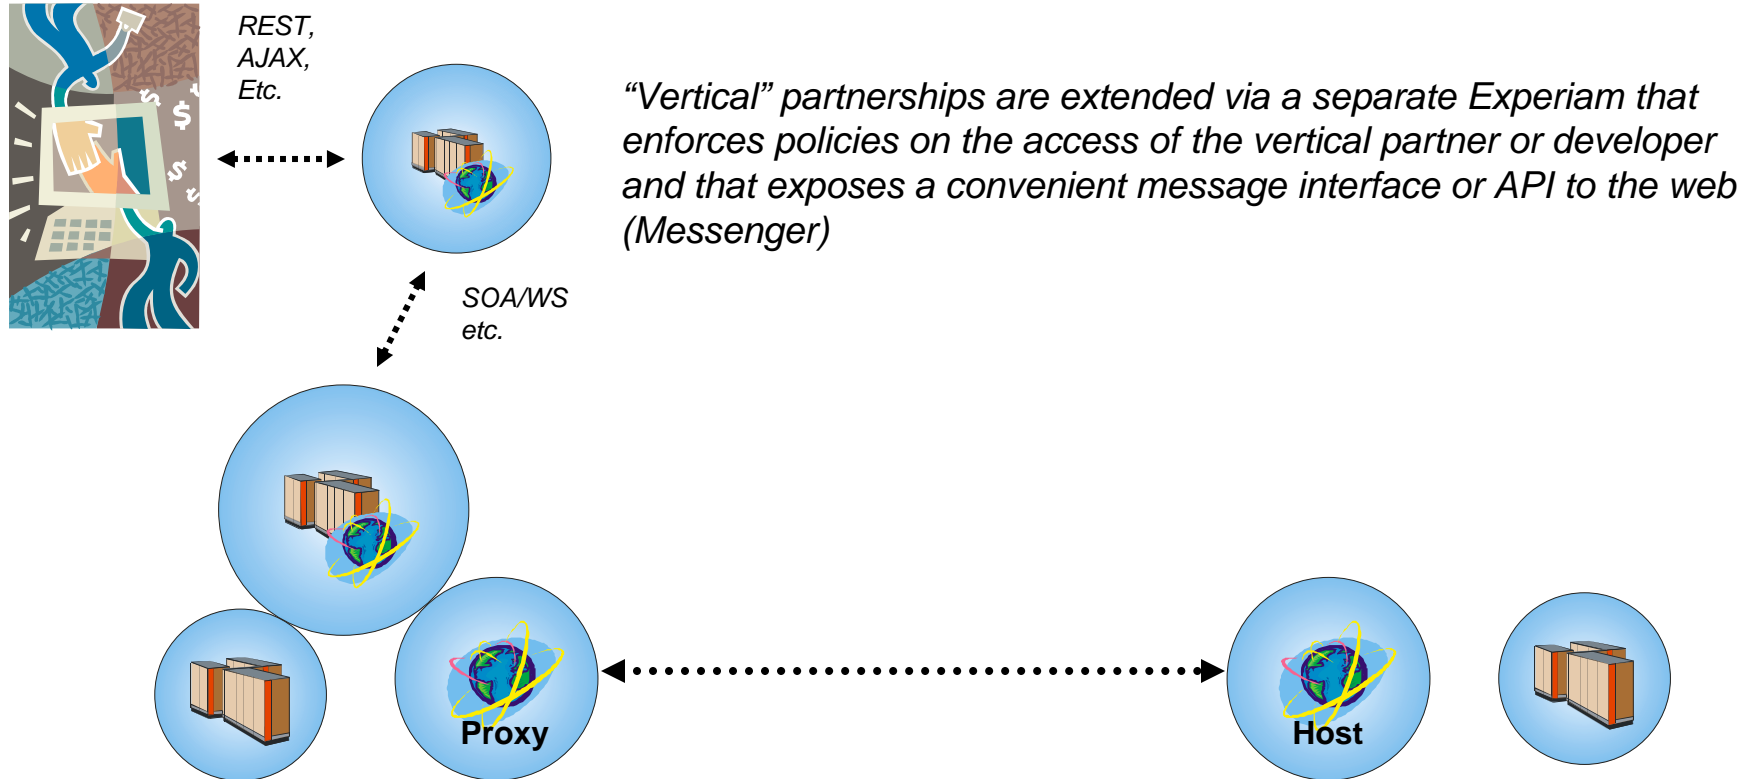 REST,
AJAX,
Etc.
“Vertical” partnerships are extended via a separate Experiam that
enforces policies on the access of the vertical partner or developer
and that exposes a convenient message interface or API to the web
(Messenger)
SOA/WS
etc.
Proxy
Host